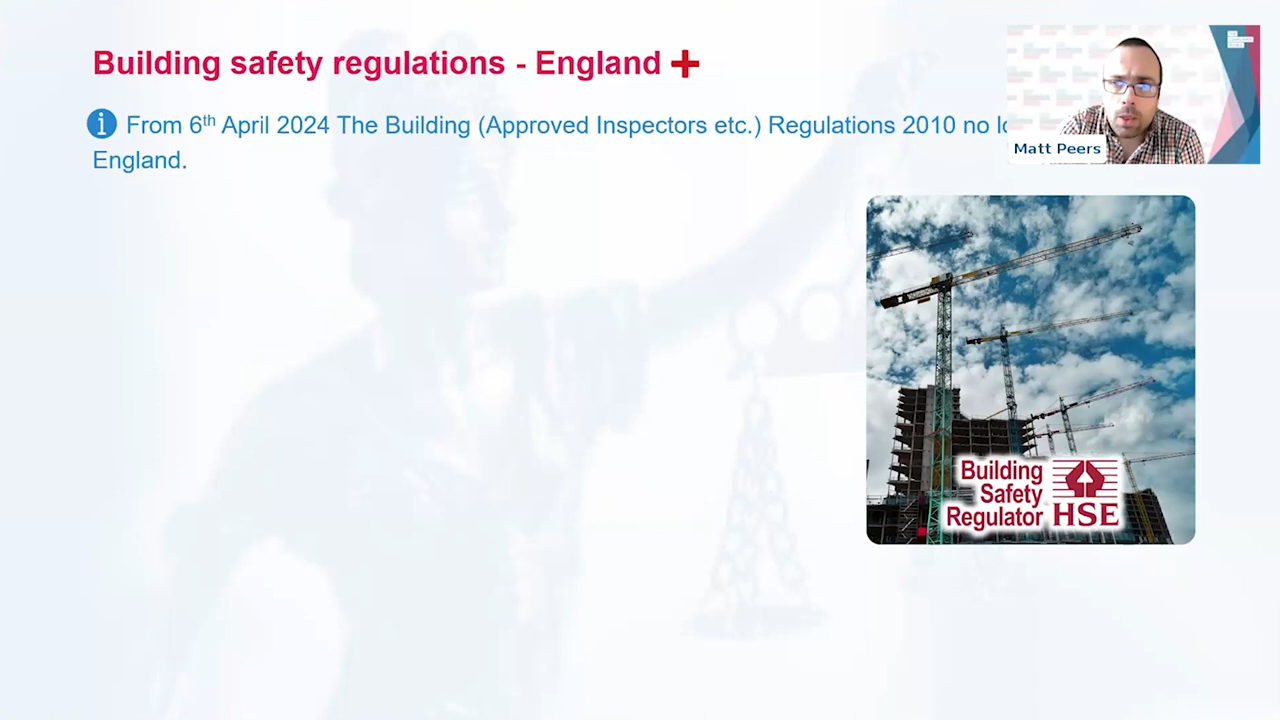 Building safety regulations - England
From 6th April 2024 The Building (Approved Inspectors etc.) Regulations 2010 no
England.
Matt Peers
Building
Safety
Regulator HSE